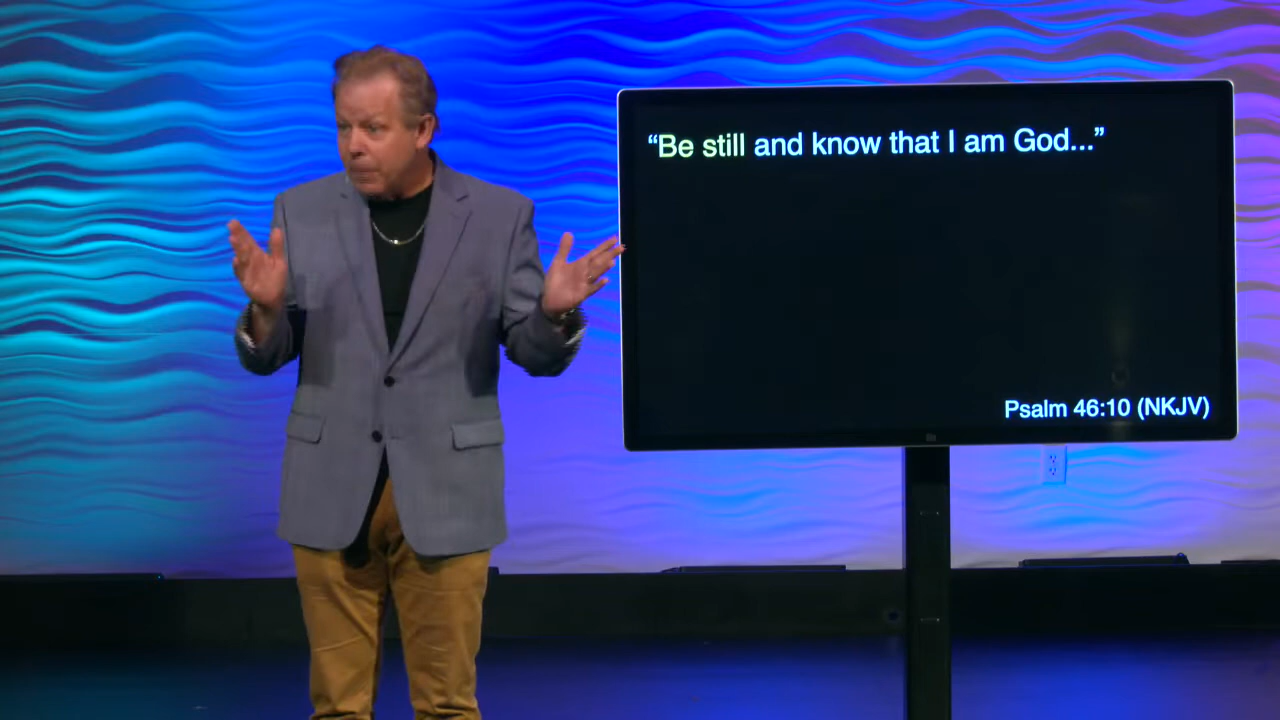 “Be still and know that I am God...”
Psalm 46:10 (NKJV)